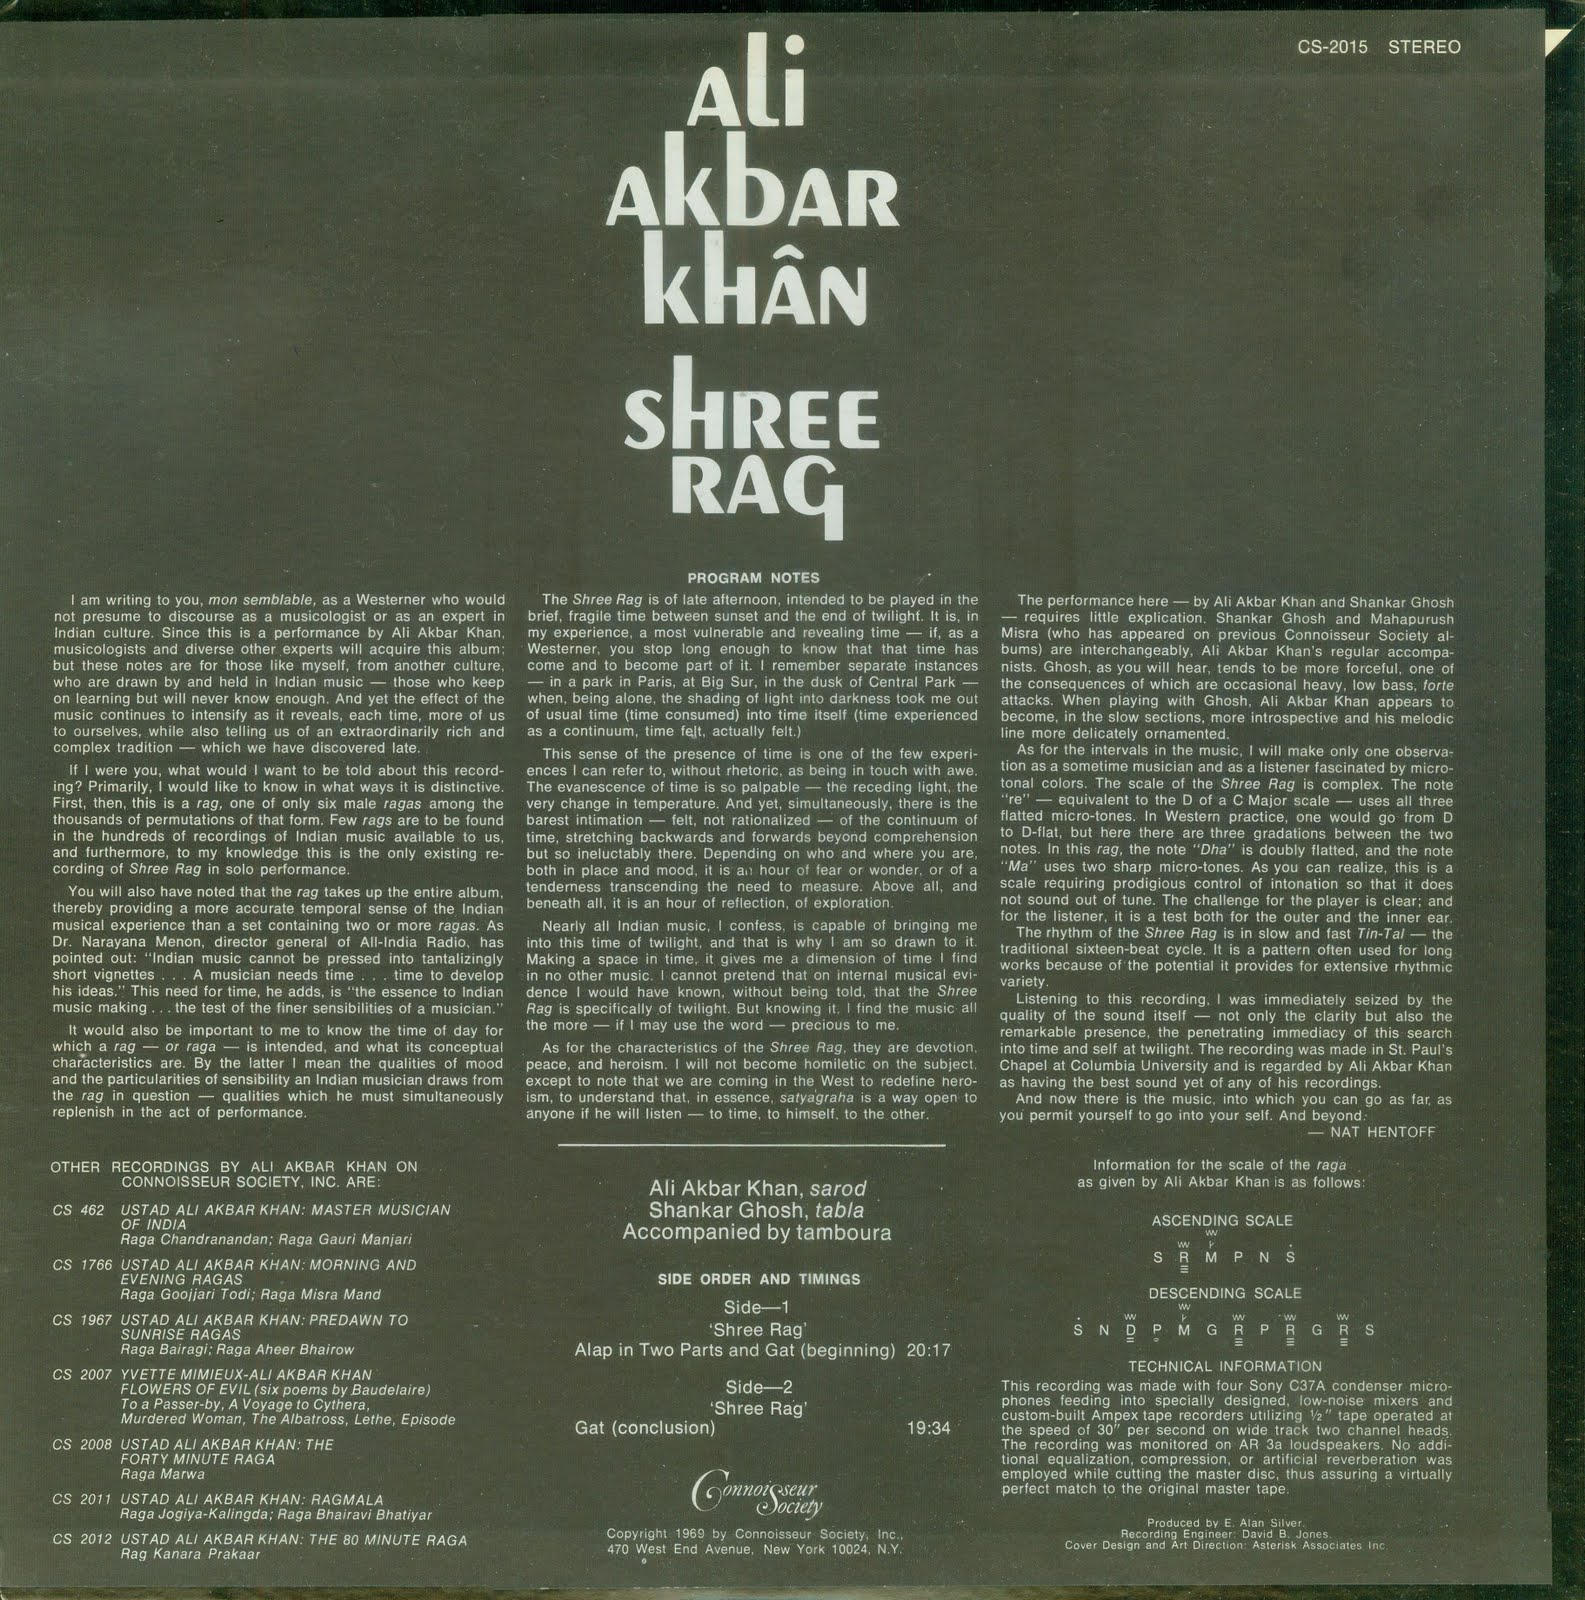 CS-2015 STEREO
Ali
AkbAR
khÂN
ShREE
RAG
PROGRAM NOTES
I am writing to you, mon semblable, as a Westerner who would
not presume to discourse as a musicologist or as an expert in
Indian culture. Since this is a performance by Ali Akbar Khan,
musicologists and diverse other experts will acquire this album;
but these notes are for those like myself, from another culture,
who are drawn by and held in Indian music — those who keep
on learning but will never know enough. And yet the effect of the
music continues to intensify as it reveals, each time, more of us
to ourselves, while also telling us of an extraordinarily rich and
complex tradition — which we have discovered late.
If I were you, what would I want to be told about this record-
ing? Primarily, I would like to know in what ways it is distinctive.
First, then, this is a rag, one of only six male ragas among the
thousands of permutations of that form. Few rags are to be found
in the hundreds of recordings of Indian music available to us,
and furthermore, to my knowledge this is the only existing re-
cording of Shree Rag in solo performance.
You will also have noted that the rag takes up the entire album,
thereby providing a more accurate temporal sense of the Indian
musical experience than a set containing two or more ragas. As
Dr. Narayana Menon, director general of All-India Radio, has
pointed out: "Indian music cannot be pressed into tantalizingly
short vignettes . . . A musician needs time . . . time to develop
his ideas." This need for time, he adds, is "the essence to Indian
music making . . . the test of the finer sensibilities of a musician."
It would also be important to me to know the time of day for
which a rag — or raga — is intended, and what its conceptual
characteristics are. By the latter I mean the qualities of mood
and the particularities of sensibility an Indian musician draws from
the rag in question — qualities which he must simultaneously
replenish in the act of performance.
The Shree Rag is of late afternoon, intended to be played in the
brief, fragile time between sunset and the end of twilight. It is, in
my experience, a most vulnerable and revealing time — if, as a
Westerner, you stop long enough to know that that time has
come and to become part of it. I remember separate instances
— in a park in Paris, at Big Sur, in the dusk of Central Park —
when, being alone, the shading of light into darkness took me out
of usual time (time consumed) into time itself (time experienced
as a continuum, time felt, actually felt.)
This sense of the presence of time is one of the few experi-
ences I can refer to, without rhetoric, as being in touch with awe.
The evanescence of time is so palpable — the receding light, the
very change in temperature. And yet, simultaneously, there is the
barest intimation — felt, not rationalized — of the continuum of
time, stretching backwards and forwards beyond comprehension
but so ineluctably there. Depending on who and where you are,
both in place and mood, it is an hour of fear or wonder, or of a
tenderness transcending the need to measure. Above all, and
beneath all, it is an hour of reflection, of exploration.
Nearly all Indian music, I confess, is capable of bringing me
into this time of twilight, and that is why I am so drawn to it.
Making a space in time, it gives me a dimension of time I find
in no other music. I cannot pretend that on internal musical evi-
dence I would have known, without being told, that the Shree
Rag is specifically of twilight. But knowing it, I find the music all
the more — if I may use the word — precious to me.
As for the characteristics of the Shree Rag, they are devotion,
peace, and heroism. I will not become homiletic on the subject,
except to note that we are coming in the West to redefine hero-
ism, to understand that, in essence, satyagraha is a way open to
anyone if he will listen — to time, to himself, to the other.
The performance here — by Ali Akbar Khan and Shankar Ghosh
— requires little explication. Shankar Ghosh and Mahapurush
Misra (who has appeared on previous Connoisseur Society al-
bums) are interchangeably, Ali Akbar Khan's regular accompa-
nists. Ghosh, as you will hear, tends to be more forceful, one of
the consequences of which are occasional heavy, low bass, forte
attacks. When playing with Ghosh, Ali Akbar Khan appears to
become, in the slow sections, more introspective and his melodic
line more delicately ornamented.
As for the intervals in the music, I will make only one observa-
tion as a sometime musician and as a listener fascinated by micro-
tonal colors. The scale of the Shree Rag is complex. The note
"re" — equivalent to the D of a C Major scale — uses all three
flatted micro-tones. In Western practice, one would go from D
to D-flat, but here there are three gradations between the two
notes. In this rag, the note "Dha" is doubly flatted, and the note
"Ma" uses two sharp micro-tones. As you can realize, this is a
scale requiring prodigious control of intonation so that it does
not sound out of tune. The challenge for the player is clear; and
for the listener, it is a test both for the outer and the inner ear.
The rhythm of the Shree Rag is in slow and fast Tin-Tal — the
traditional sixteen-beat cycle. It is a pattern often used for long
works because of the potential it provides for extensive rhythmic
variety.
Listening to this recording, I was immediately seized by the
quality of the sound itself — not only the clarity but also the
remarkable presence, the penetrating immediacy of this search
into time and self at twilight. The recording was made in St. Paul's
Chapel at Columbia University and is regarded by Ali Akbar Khan
as having the best sound yet of any of his recordings.
And now there is the music, into which you can go as far, as
you permit yourself to go into your self. And beyond.
— NAT HENTOFF
OTHER RECORDINGS BY ALI AKBAR KHAN ON
CONNOISSEUR SOCIETY, INC. ARE:
CS 462 USTAD ALI AKBAR KHAN: MASTER MUSICIAN
OF INDIA
Raga Chandranandan; Raga Gauri Manjari
CS 1766 USTAD ALI AKBAR KHAN: MORNING AND
EVENING RAGAS
Raga Goojjari Todi; Raga Misra Mand
CS 1967 USTAD ALI AKBAR KHAN: PREDAWN TO
SUNRISE RAGAS
Raga Bairagi; Raga Aheer Bhairow
CS 2007 YVETTE MIMIEUX-ALI AKBAR KHAN
FLOWERS OF EVIL (six poems by Baudelaire)
To a Passer-by, A Voyage to Cythera,
Murdered Woman, The Albatross, Lethe, Episode
CS 2008 USTAD ALI AKBAR KHAN: THE
FORTY MINUTE RAGA
Raga Marwa
CS 2011 USTAD ALI AKBAR KHAN: RAGMALA
Raga Jogiya-Kalingda; Raga Bhairavi Bhatiyar
CS 2012 USTAD ALI AKBAR KHAN: THE 80 MINUTE RAGA
Rag Kanara Prakaar
Ali Akbar Khan, sarod
Shankar Ghosh, tabla
Accompanied by tamboura
SIDE ORDER AND TIMINGS
Side—1
'Shree Rag'
Alap in Two Parts and Gat (beginning) 20:17
Side—2
'Shree Rag'
Gat (conclusion) 19:34
Connoisseur
Society
Copyright 1969 by Connoisseur Society, Inc.,
470 West End Avenue, New York 10024, N.Y.
Information for the scale of the raga
as given by Ali Akbar Khan is as follows:
ASCENDING SCALE
S R M P N Ṡ
DESCENDING SCALE
Ṡ N D P M G R P R G R S
TECHNICAL INFORMATION
This recording was made with four Sony C37A condenser micro-
phones feeding into specially designed, low-noise mixers and
custom-built Ampex tape recorders utilizing ½" tape operated at
the speed of 30" per second on wide track two channel heads.
The recording was monitored on AR 3a loudspeakers. No addi-
tional equalization, compression, or artificial reverberation was
employed while cutting the master disc, thus assuring a virtually
perfect match to the original master tape.
Produced by E. Alan Silver.
Recording Engineer: David B. Jones.
Cover Design and Art Direction: Asterisk Associates Inc.